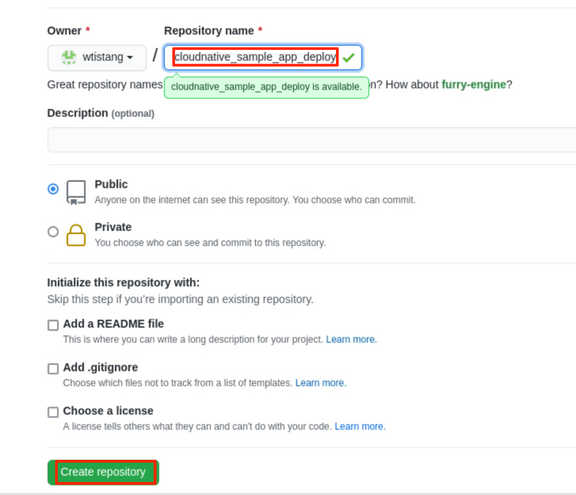 Owner * Repository name *
wtistang / cloudnative_sample_app_deploy
Great repository names n? How about furry-engine?
cloudnative_sample_app_deploy is available.
Description (optional)
Public
Anyone on the internet can see this repository. You choose who can commit.
Private
You choose who can see and commit to this repository.
Initialize this repository with:
Skip this step if you're importing an existing repository.
Add a README file
This is where you can write a long description for your project. Learn more.
Add .gitignore
Choose which files not to track from a list of templates. Learn more.
Choose a license
A license tells others what they can and can't do with your code. Learn more.
Create repository